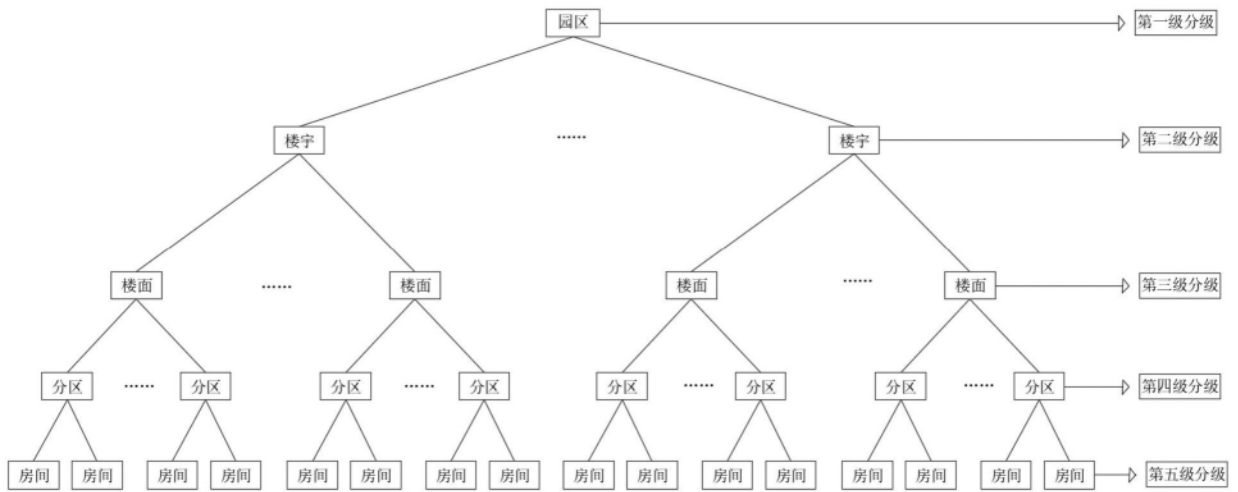 园区 第一级分级
楼宇 …… 楼宇 第二级分级
楼面 …… 楼面 楼面 …… 楼面 第三级分级
分区 …… 分区 分区 …… 分区 分区 …… 分区 分区 …… 分区 第四级分级
房间 房间 房间 房间 房间 房间 房间 房间 房间 房间 房间 房间 房间 房间 房间 房间 第五级分级